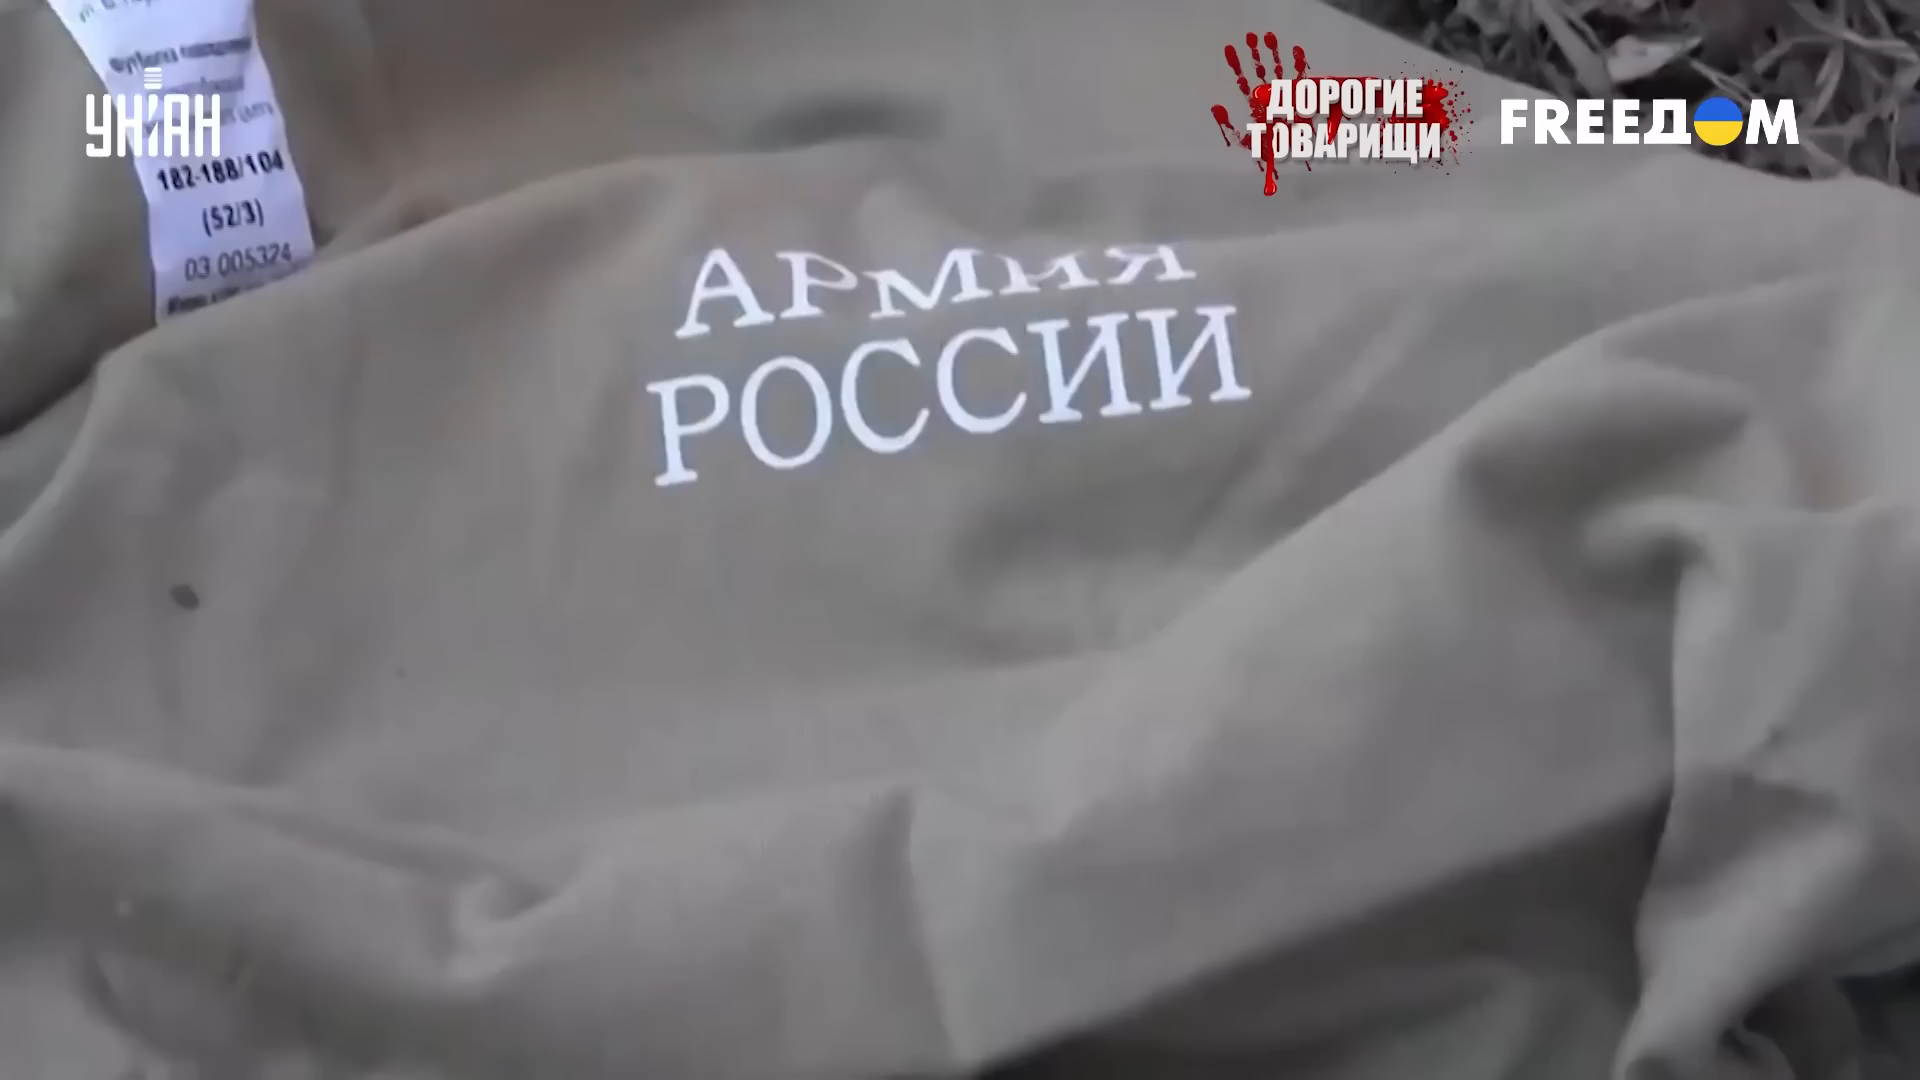 УНІАН
182-188/104
(52/3)
03 005324
ДОРОГИЕ
ТОВАРИЩИ
FREEДOM
АРМИЯ
РОССИИ